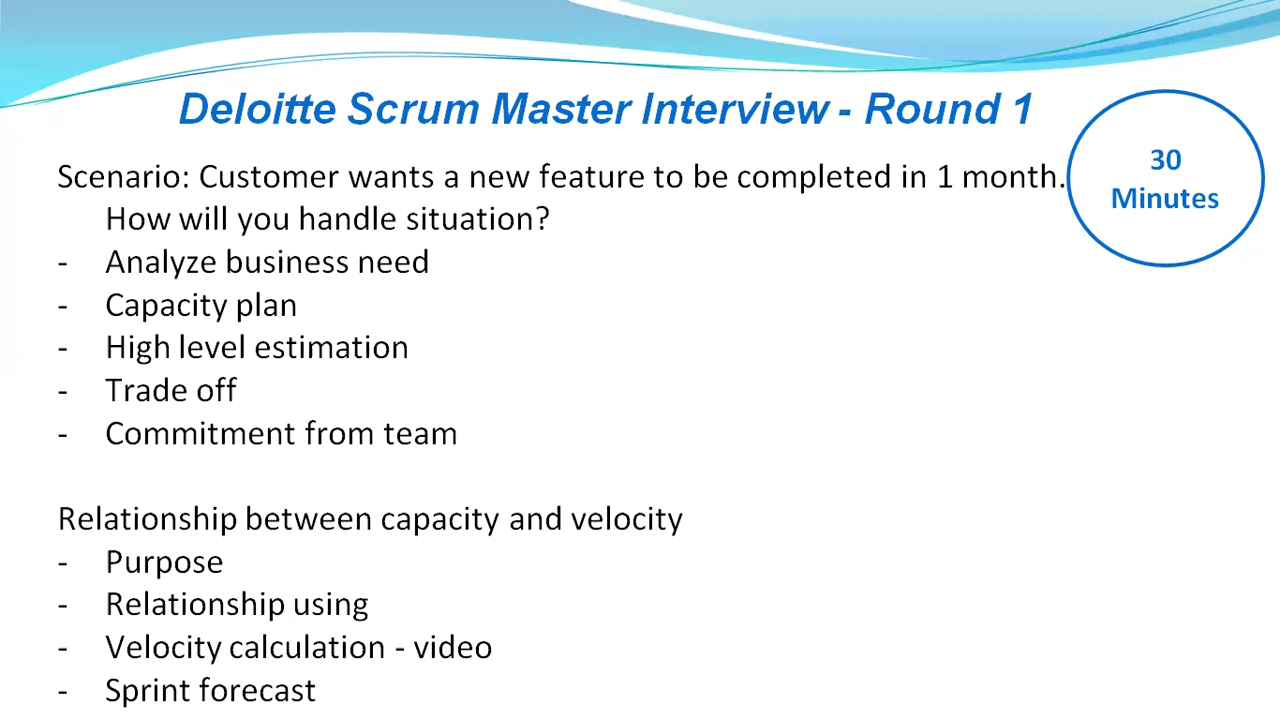 Deloitte Scrum Master Interview - Round 1
30
Minutes
Scenario: Customer wants a new feature to be completed in 1 month.
How will you handle situation?
- Analyze business need
- Capacity plan
- High level estimation
- Trade off
- Commitment from team
Relationship between capacity and velocity
- Purpose
- Relationship using
- Velocity calculation - video
- Sprint forecast